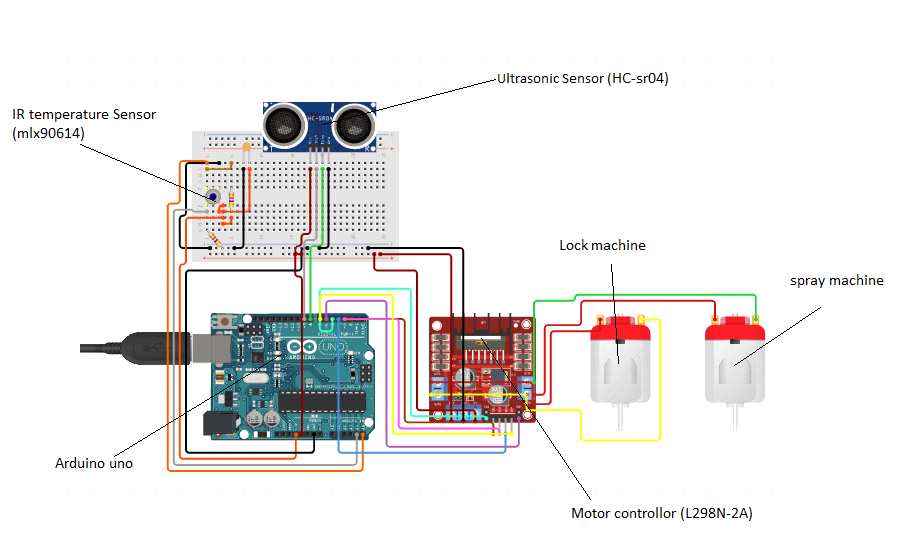 Ultrasonic Sensor (HC-sr04)
IR temperature Sensor
(mlx90614)
HC-SR04
Lock machine
spray machine
UNO
ARDUINO
Arduino uno
Motor controllor (L298N-2A)